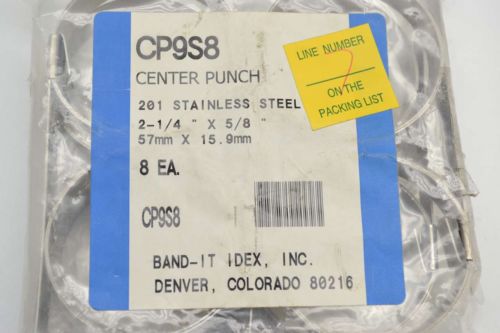 CP9S8
CENTER PUNCH
201 STAINLESS STEEL
2-1/4 " X 5/8 "
57mm X 15.9mm
8 EA.
CP9S8
BAND-IT IDEX, INC.
DENVER, COLORADO 80216
LINE NUMBER
ON THE
PACKING LIST